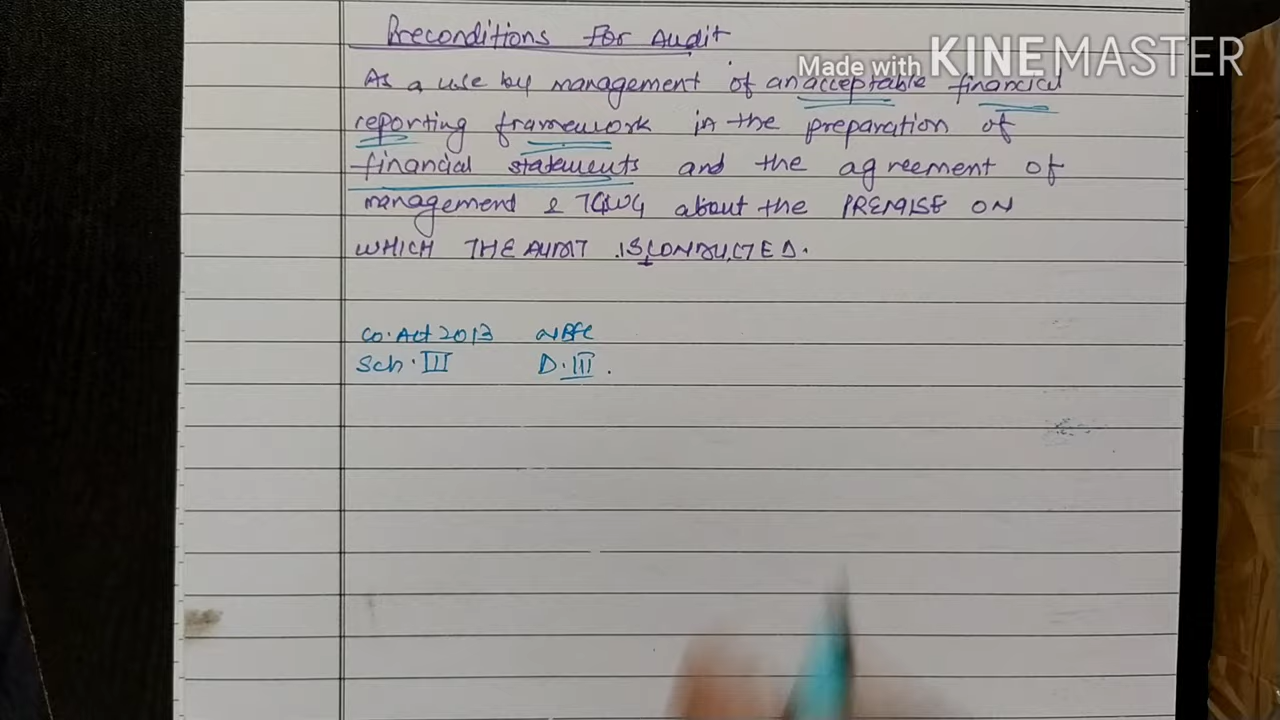 Preconditions For Audit
Made with KINEMASTER
As a use by management of an acceptable financial
reporting framework in the preparation of
financial statements and the agreement of
management & TCWG about the PREMISE ON
WHICH THE AUDIT IS CONDUCTED.
Co. Act 2013 NBFC
Sch. III D. III.